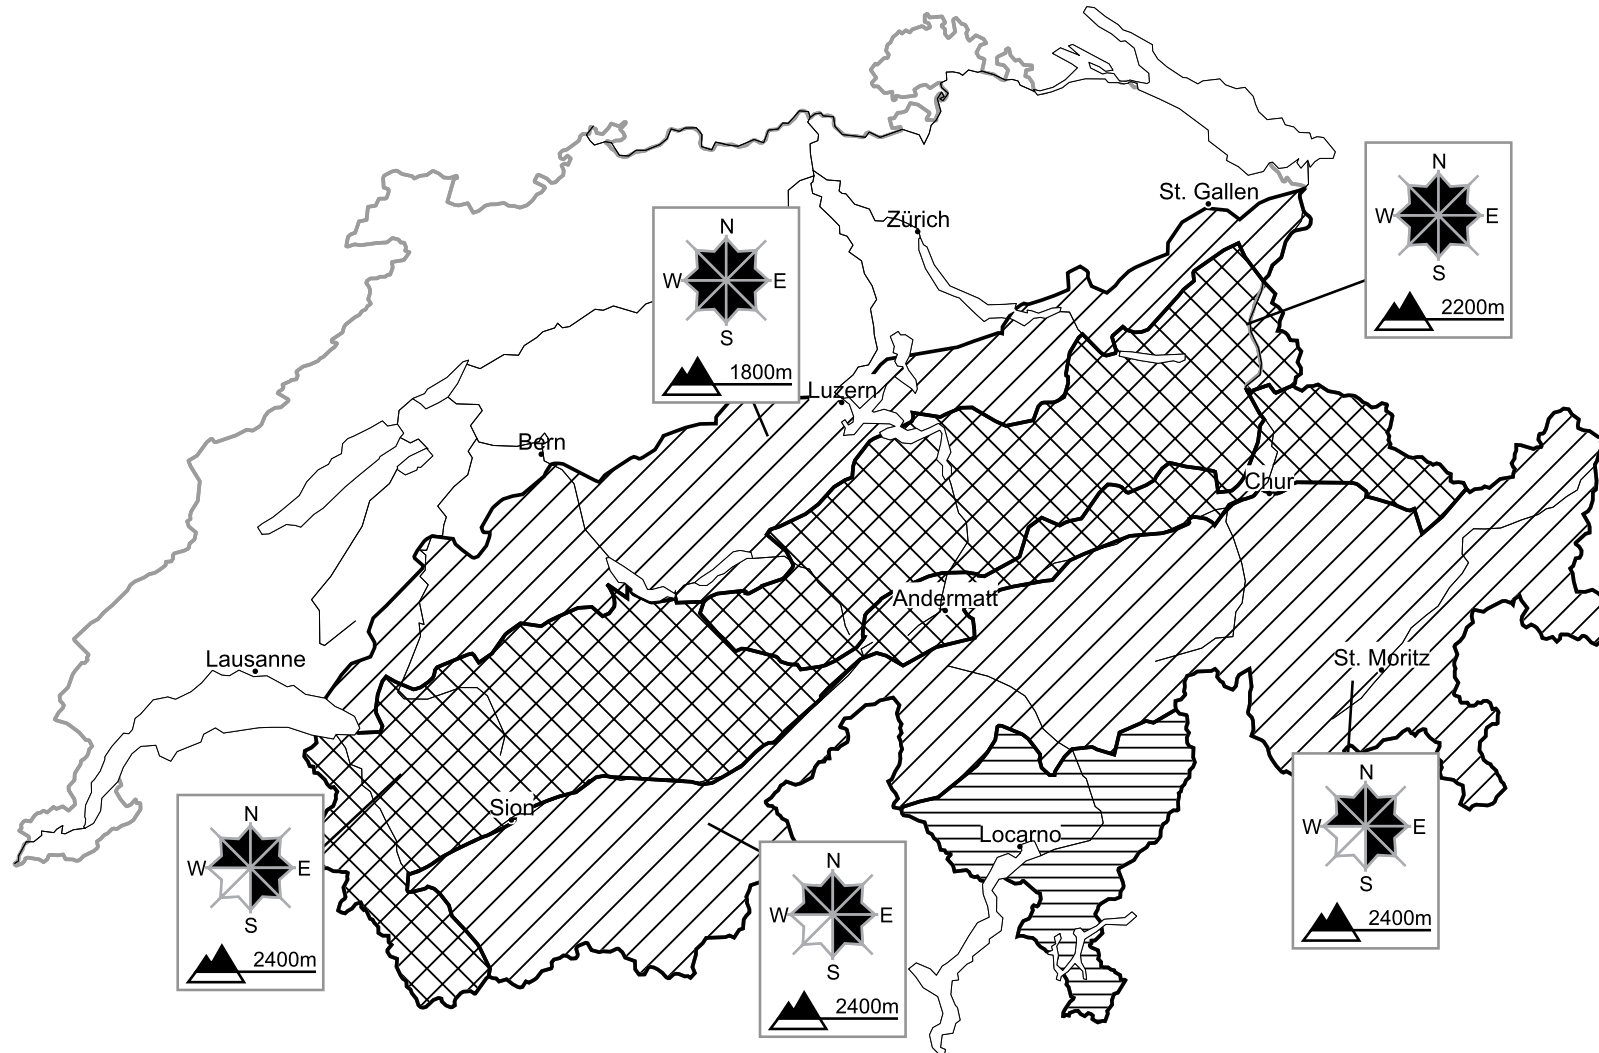 N
W E
S
2200m
St. Gallen
Zürich
N
W E
S
1800m
Luzern
Bern
Chur
Andermatt
Lausanne
St. Moritz
Sion
Locarno
N
W E
S
2400m
N
W E
S
2400m
N
W E
S
2400m